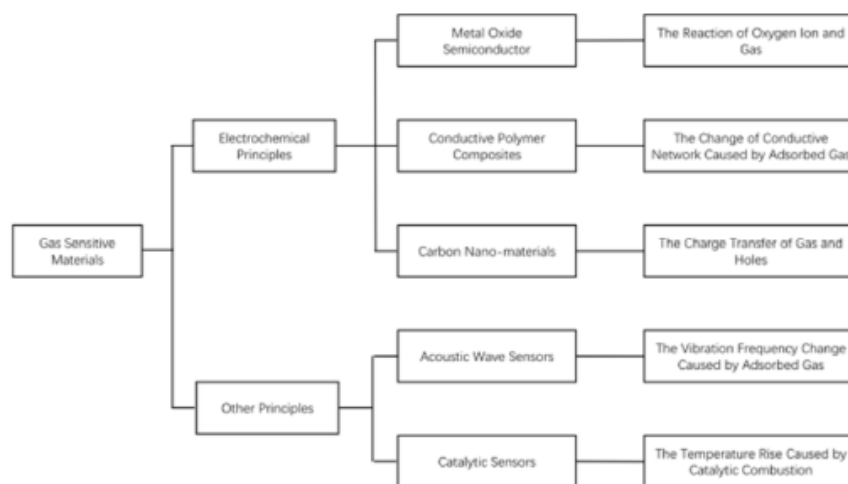 Metal Oxide
Semiconductor
The Reaction of Oxygen Ion and
Gas
Electrochemical
Principles
Conductive Polymer
Composites
The Change of Conductive
Network Caused by Adsorbed Gas
Gas Sensitive
Materials
Carbon Nano-materials
The Charge Transfer of Gas and
Holes
Acoustic Wave Sensors
The Vibration Frequency Change
Caused by Adsorbed Gas
Other Principles
Catalytic Sensors
The Temperature Rise Caused by
Catalytic Combustion